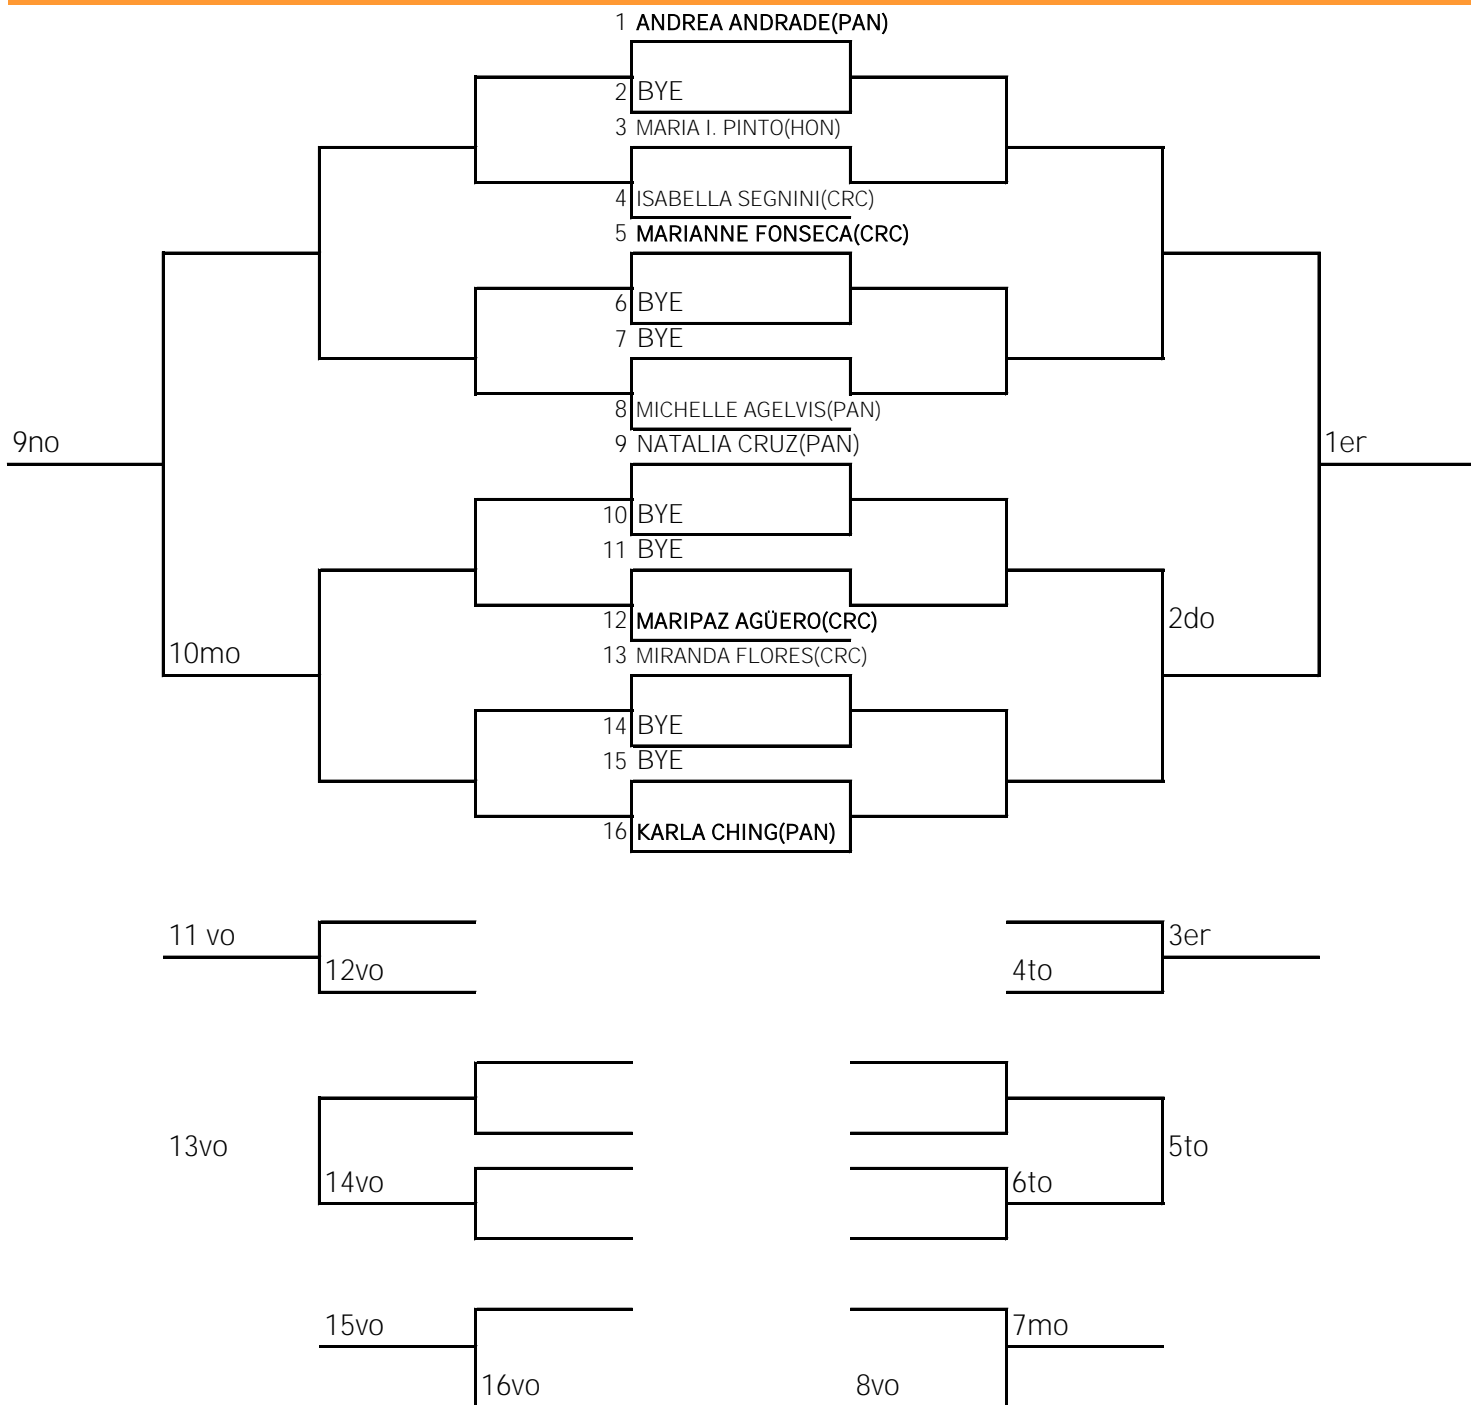 1 ANDREA ANDRADE(PAN)
2 BYE
3 MARIA I. PINTO(HON)
4 ISABELLA SEGNINI(CRC)
5 MARIANNE FONSECA(CRC)
6 BYE
7 BYE
8 MICHELLE AGELVIS(PAN)
9no
9 NATALIA CRUZ(PAN)
1er
10 BYE
11 BYE
12 MARIPAZ AGÜERO(CRC)
2do
10mo
13 MIRANDA FLORES(CRC)
14 BYE
15 BYE
16 KARLA CHING(PAN)
11 vo
3er
12vo
4to
13vo
5to
14vo
6to
15vo
7mo
16vo
8vo